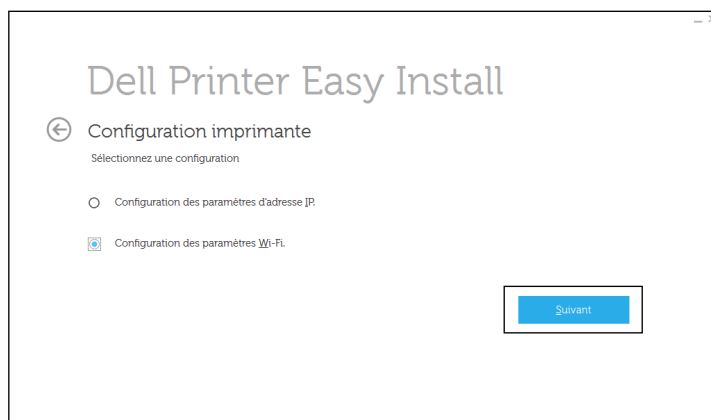 Dell Printer Easy Install
Configuration imprimante
Sélectionnez une configuration
Configuration des paramètres d'adresse IP.
Configuration des paramètres Wi-Fi.
Suivant